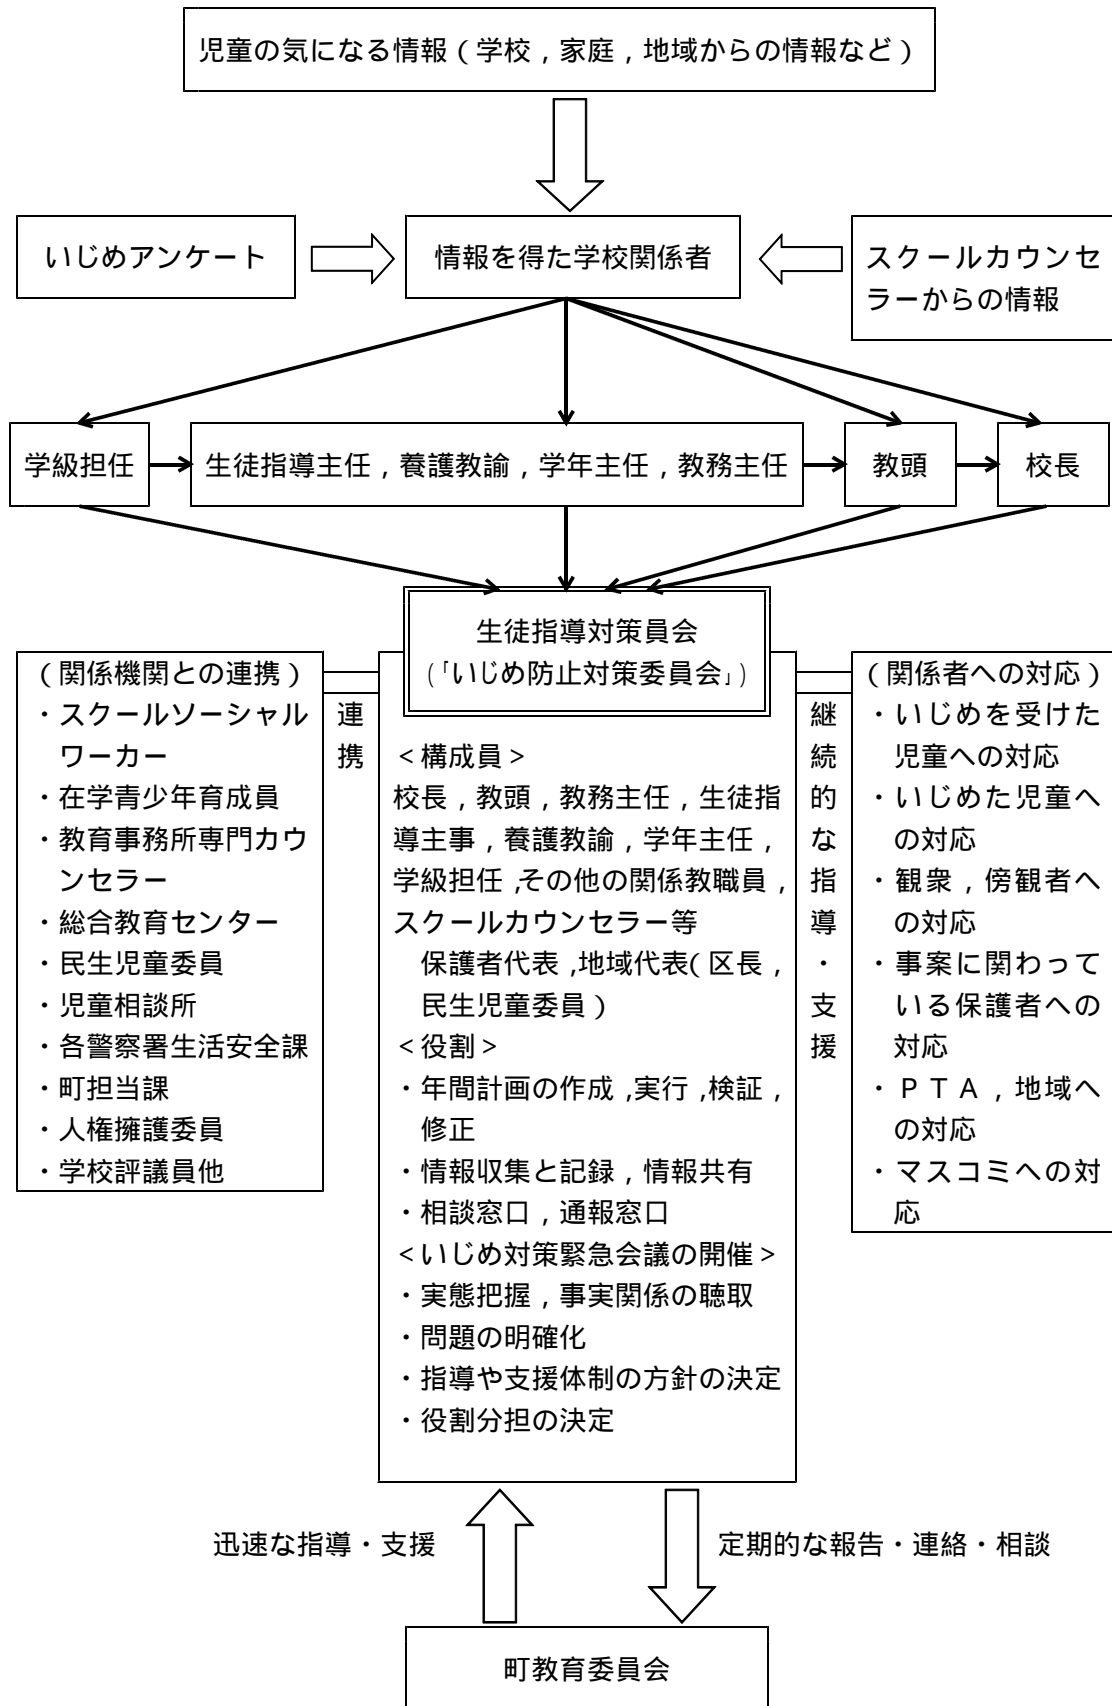 児童の気になる情報（学校，家庭，地域からの情報など）
いじめアンケート
情報を得た学校関係者
スクールカウンセ
ラーからの情報
学級担任
生徒指導主任，養護教諭，学年主任，教務主任
教頭
校長
生徒指導対策員会
（「いじめ防止対策委員会」）
（関係機関との連携）
・スクールソーシャル
ワーカー
・在学青少年育成員
・教育事務所専門カウ
ンセラー
・総合教育センター
・民生児童委員
・児童相談所
・各警察署生活安全課
・町担当課
・人権擁護委員
・学校評議員他
連携
＜構成員＞
校長，教頭，教務主任，生徒指
導主事，養護教諭，学年主任，
学級担任，その他の関係教職員，
スクールカウンセラー等
保護者代表，地域代表（区長，
民生児童委員）
＜役割＞
・年間計画の作成，実行，検証，
修正
・情報収集と記録，情報共有
・相談窓口，通報窓口
＜いじめ対策緊急会議の開催＞
・実態把握，事実関係の聴取
・問題の明確化
・指導や支援体制の方針の決定
・役割分担の決定
継続的な指導・支援
（関係者への対応）
・いじめを受けた
児童への対応
・いじめた児童へ
の対応
・観衆，傍観者へ
の対応
・事案に関わって
いる保護者への
対応
・ＰＴＡ，地域へ
の対応
・マスコミへの対
応
迅速な指導・支援
定期的な報告・連絡・相談
町教育委員会